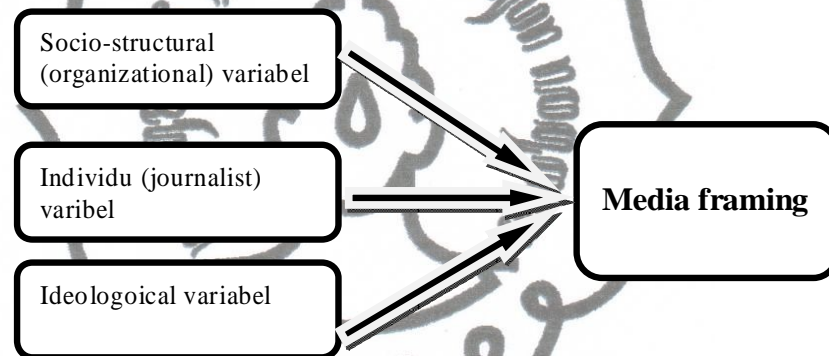 Socio-structural
(organizational) variabel
Individu (journalist)
varibel
Media framing
Ideologoical variabel